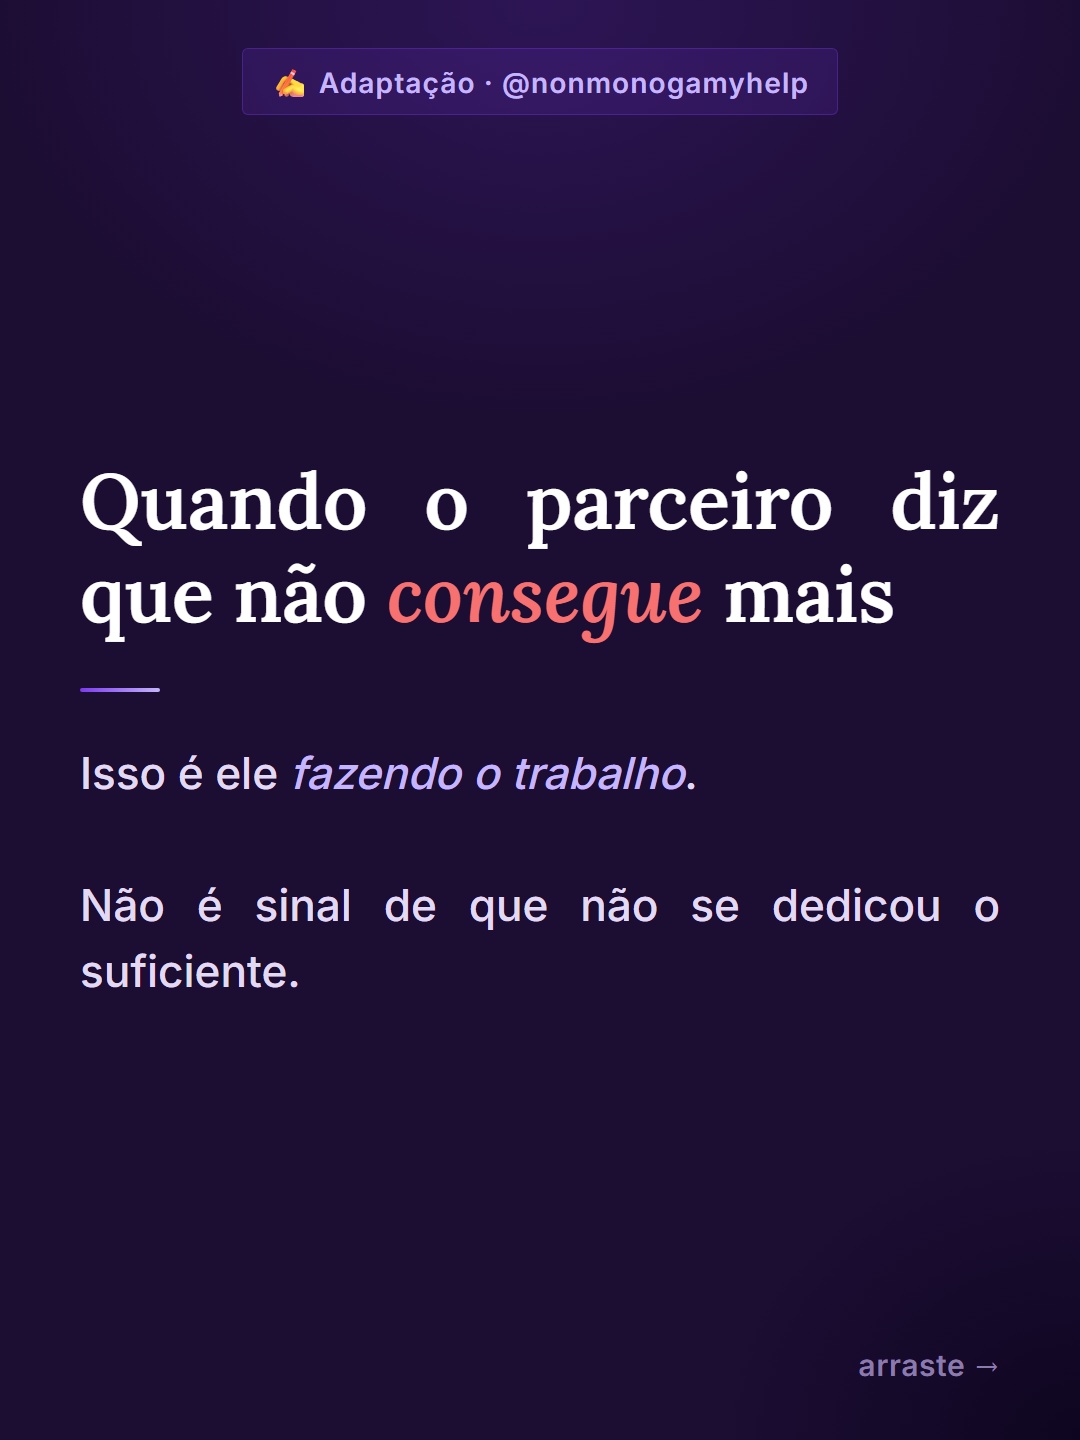 ✍️ Adaptação · @nonmonogamyhelp
Quando o parceiro diz
que não consegue mais
Isso é ele fazendo o trabalho.
Não é sinal de que não se dedicou o
suficiente.
arraste →